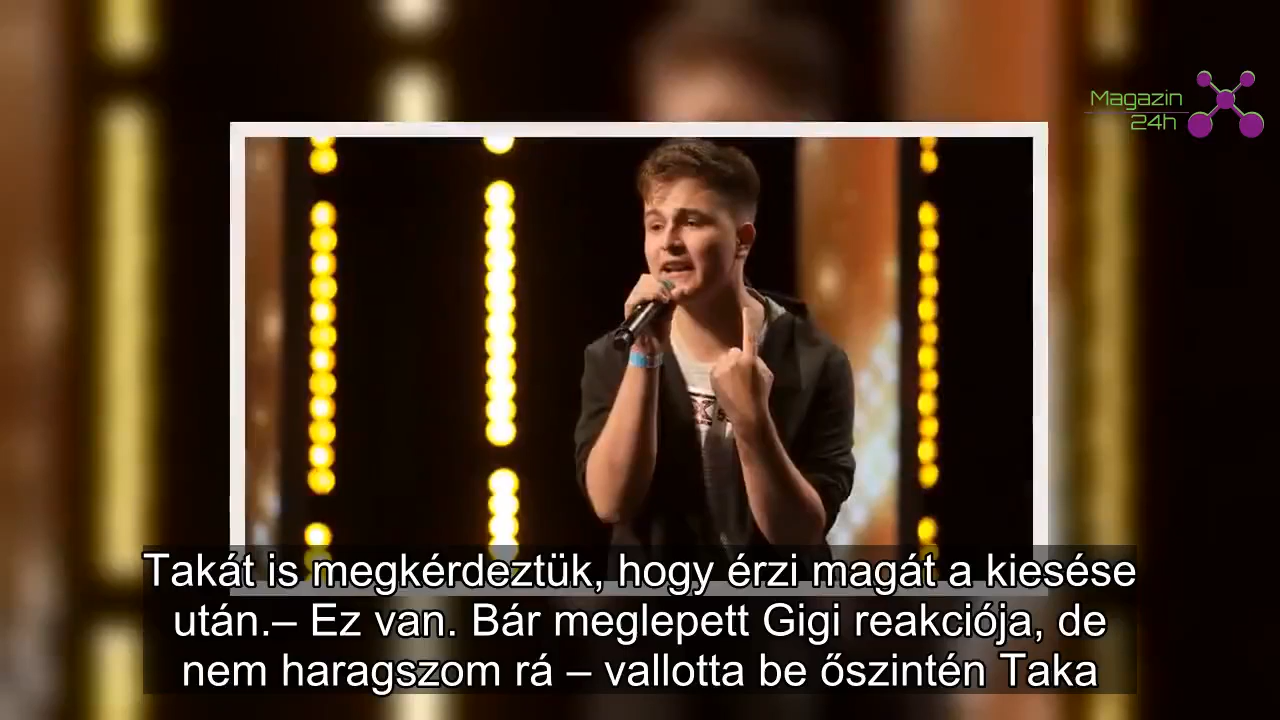 Magazin
24h
Takát is megkérdeztük, hogy érzi magát a kiesése
után.– Ez van. Bár meglepett Gigi reakciója, de
nem haragszom rá – vallotta be őszintén Taka